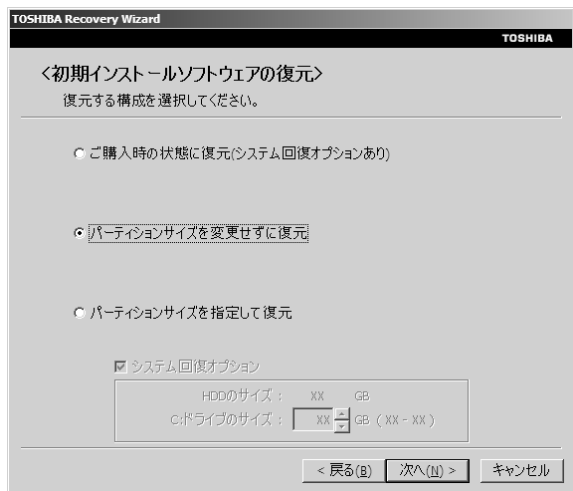 TOSHIBA Recovery Wizard
TOSHIBA
<初期インストールソフトウェアの復元>
復元する構成を選択してください。
ご購入時の状態に復元(システム回復オプションあり)
パーティションサイズを変更せずに復元
パーティションサイズを指定して復元
システム回復オプション
HDDのサイズ： XX GB
C:ドライブのサイズ： XX GB ( XX - XX )
< 戻る(B) 次へ(N) > キャンセル